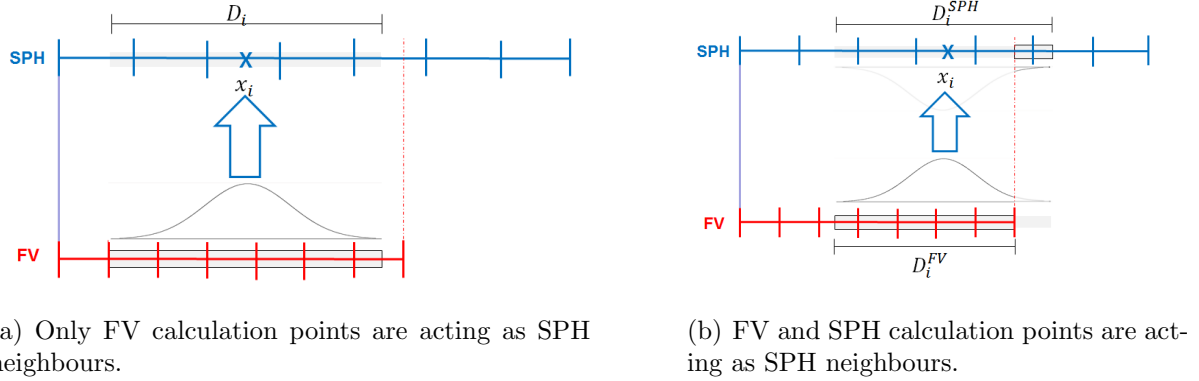 D_i
SPH
X
x_i
FV
a) Only FV calculation points are acting as SPH
neighbours.
D_i^{SPH}
SPH
X
x_i
FV
D_i^{FV}
(b) FV and SPH calculation points are act-
ing as SPH neighbours.